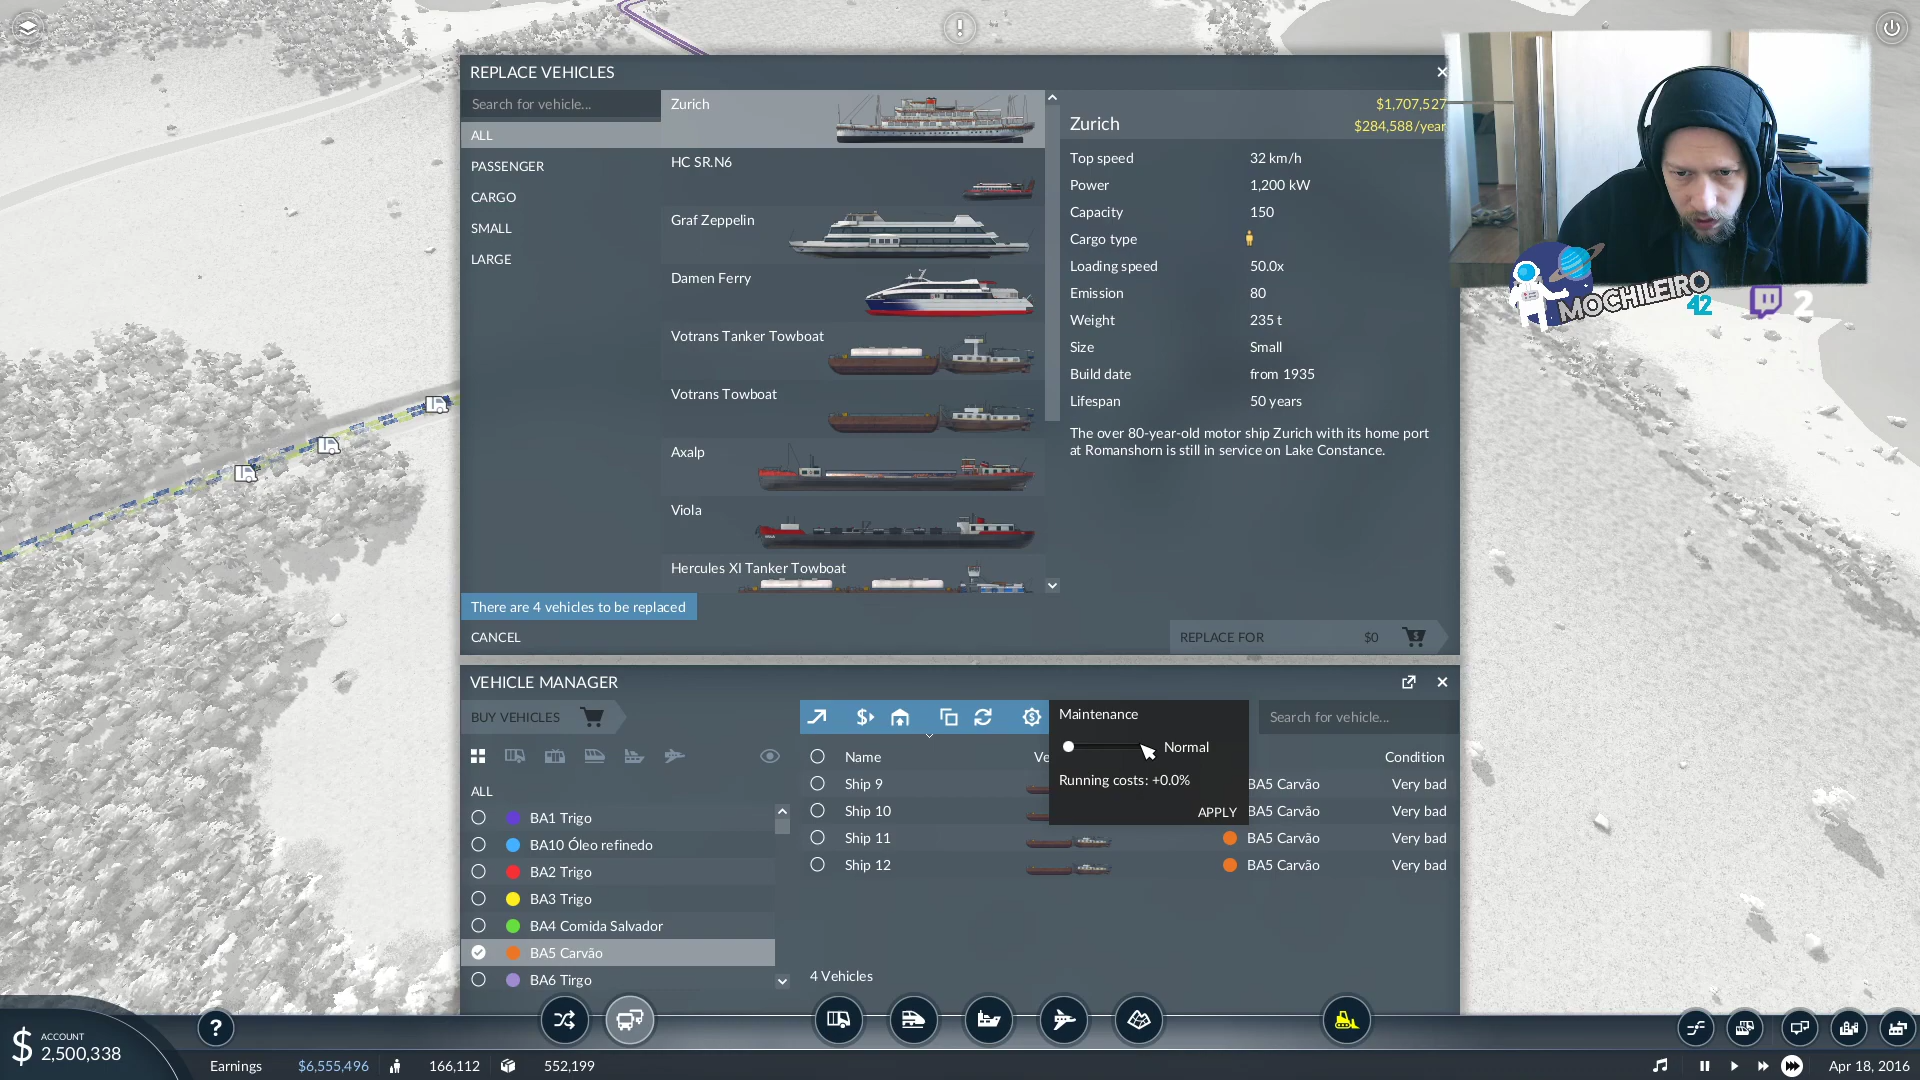 REPLACE VEHICLES
Search for vehicle...
ALL
PASSENGER
CARGO
SMALL
LARGE
Zurich
HC SR.N6
Graf Zeppelin
Damen Ferry
Votrans Tanker Towboat
Votrans Towboat
Axalp
Viola
Hercules XI Tanker Towboat
$1,707,527
Zurich
$284,588/year
Top speed 32 km/h
Power 1,200 kW
Capacity 150
Cargo type
Loading speed 50.0x
Emission 80
Weight 235 t
Size Small
Build date from 1935
Lifespan 50 years
The over 80-year-old motor ship Zurich with its home port
at Romanshorn is still in service on Lake Constance.
MOCHILEIRO
42
2
There are 4 vehicles to be replaced
CANCEL
REPLACE FOR $0
VEHICLE MANAGER
BUY VEHICLES
Search for vehicle...
ALL
BA1 Trigo
BA10 Óleo refinedo
BA2 Trigo
BA3 Trigo
BA4 Comida Salvador
BA5 Carvão
BA6 Tirgo
Maintenance
Normal
Running costs: +0.0%
APPLY
Name Ve Condition
Ship 9 BA5 Carvão Very bad
Ship 10 BA5 Carvão Very bad
Ship 11 BA5 Carvão Very bad
Ship 12 BA5 Carvão Very bad
4 Vehicles
$ ACCOUNT
2,500,338
?
Earnings $6,555,496 166,112 552,199
Apr 18, 2016